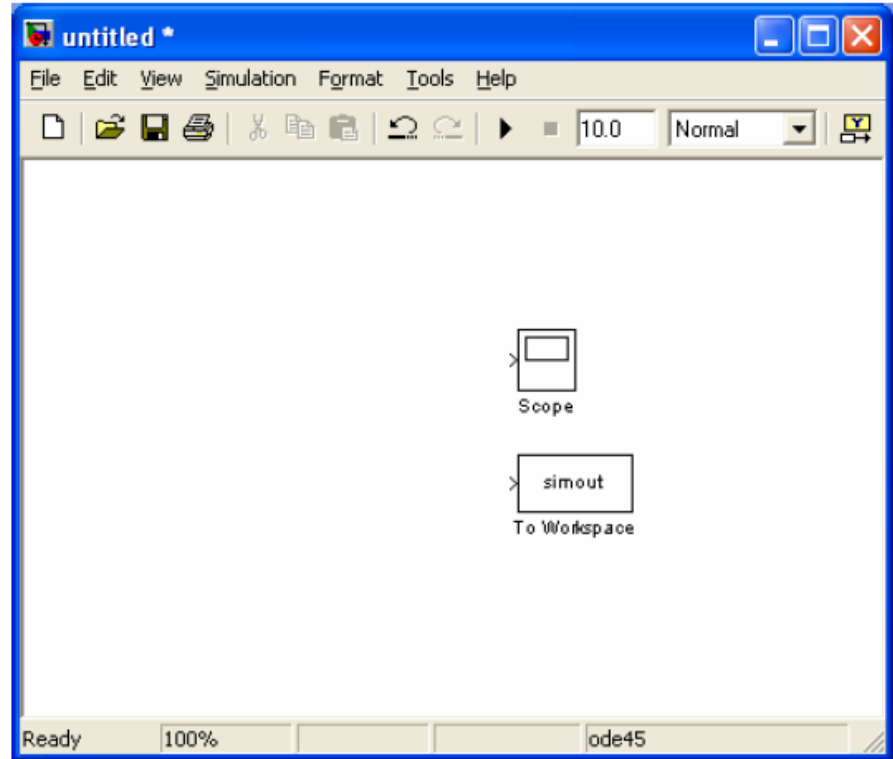 untitled *
File Edit View Simulation Format Tools Help
10.0 Normal
Scope
simout
To Workspace
Ready 100% ode45